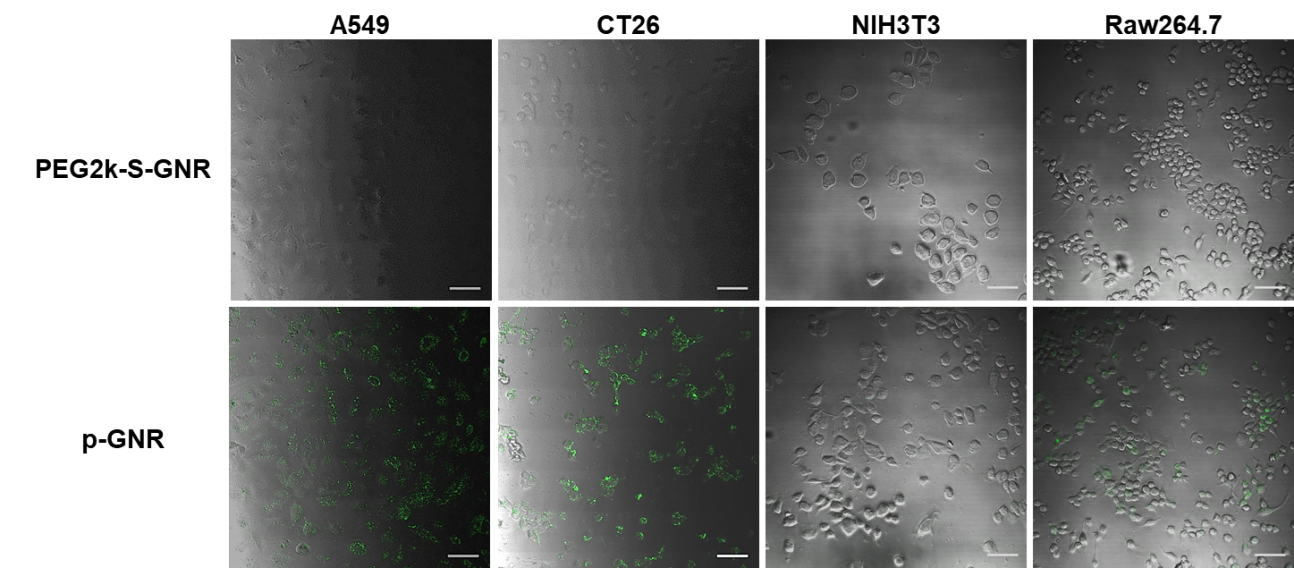 A549 CT26 NIH3T3 Raw264.7
PEG2k-S-GNR
p-GNR